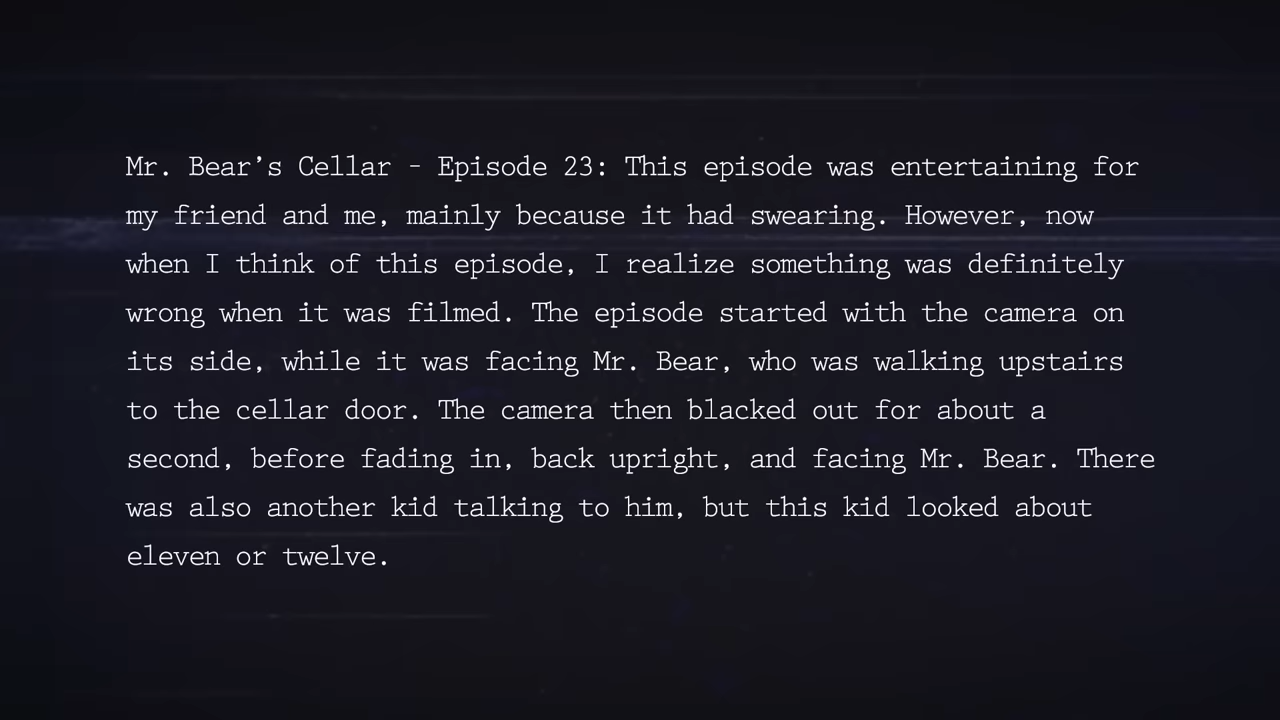 Mr. Bear’s Cellar - Episode 23: This episode was entertaining for
my friend and me, mainly because it had swearing. However, now
when I think of this episode, I realize something was definitely
wrong when it was filmed. The episode started with the camera on
its side, while it was facing Mr. Bear, who was walking upstairs
to the cellar door. The camera then blacked out for about a
second, before fading in, back upright, and facing Mr. Bear. There
was also another kid talking to him, but this kid looked about
eleven or twelve.